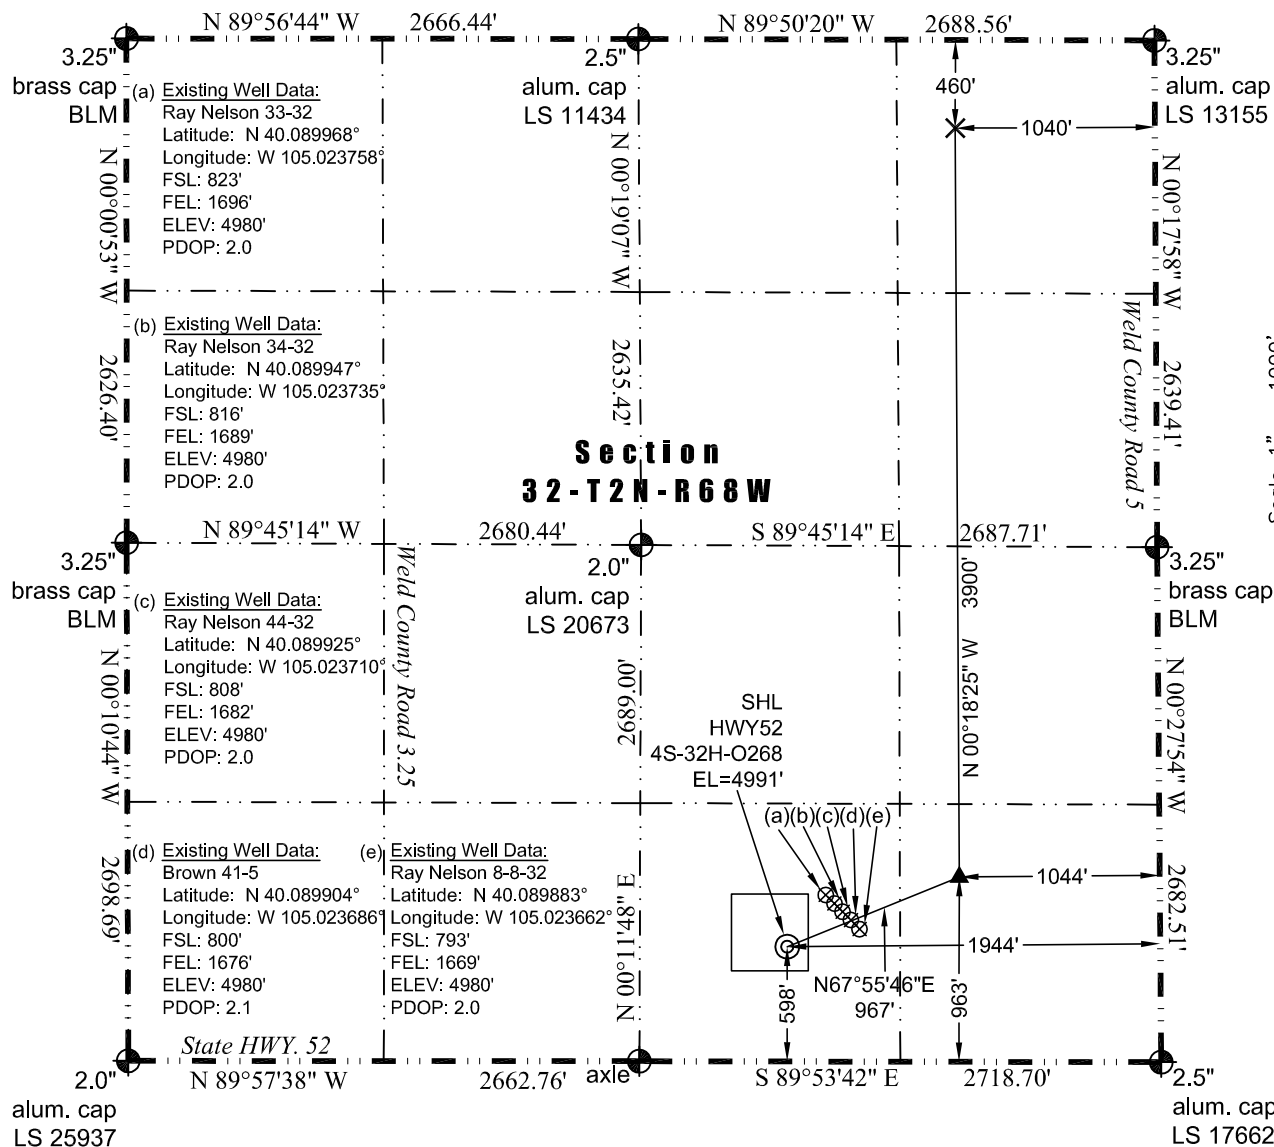 N 89°56'44" W 2666.44' N 89°50'20" W 2688.56'
3.25"
brass cap
BLM
2.5"
alum. cap
LS 11434
3.25"
alum. cap
LS 13155
460'
1040'
(a) Existing Well Data:
Ray Nelson 33-32
Latitude: N 40.089968°
Longitude: W 105.023758°
FSL: 823'
FEL: 1696'
ELEV: 4980'
PDOP: 2.0
N 00°00'53" W 2626.40'
N 00°19'07" W 2635.42'
N 00°17'58" W 2639.41'
Weld County Road 5
(b) Existing Well Data:
Ray Nelson 34-32
Latitude: N 40.089947°
Longitude: W 105.023735°
FSL: 816'
FEL: 1689'
ELEV: 4980'
PDOP: 2.0
Section
32-T2N-R68W
N 89°45'14" W 2680.44' S 89°45'14" E 2687.71'
3.25"
brass cap
BLM
2.0"
alum. cap
LS 20673
3.25"
brass cap
BLM
(c) Existing Well Data:
Ray Nelson 44-32
Latitude: N 40.089925°
Longitude: W 105.023710°
FSL: 808'
FEL: 1682'
ELEV: 4980'
PDOP: 2.0
Weld County Road 3.25
N 00°10'44" W 2698.69'
N 00°11'48" E 2689.00'
N 00°18'25" W 3900'
N 00°27'54" W 2682.51'
SHL
HWY52
4S-32H-O268
EL=4991'
(a)(b)(c)(d)(e)
(d) Existing Well Data:
Brown 41-5
Latitude: N 40.089904°
Longitude: W 105.023686°
FSL: 800'
FEL: 1676'
ELEV: 4980'
PDOP: 2.1
(e) Existing Well Data:
Ray Nelson 8-8-32
Latitude: N 40.089883°
Longitude: W 105.023662°
FSL: 793'
FEL: 1669'
ELEV: 4980'
PDOP: 2.0
1044'
1944'
N67°55'46"E
967'
598'
963'
State HWY. 52
N 89°57'38" W 2662.76' axle S 89°53'42" E 2718.70'
2.0"
alum. cap
LS 25937
2.5"
alum. cap
LS 17662